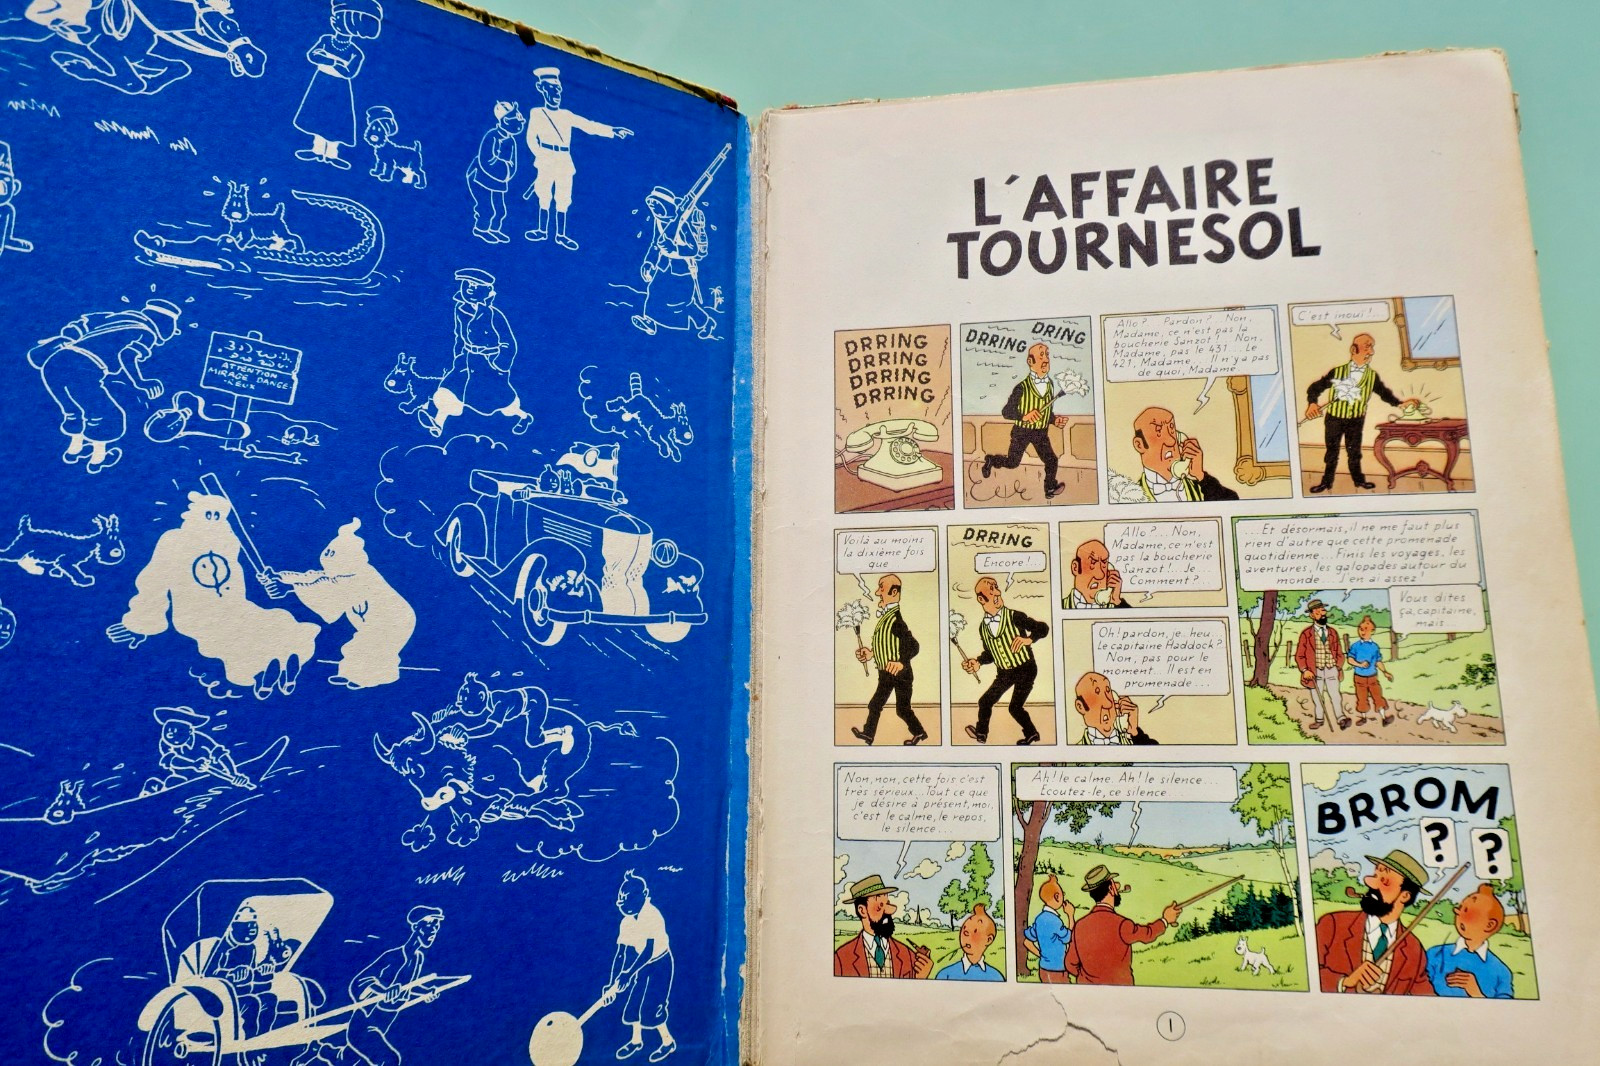 ATTENTION
MIRAGE DANGE-
REUX
L'AFFAIRE
TOURNESOL
DRRING
DRRING
DRRING
DRRING
DRRING
DRING
Allo ?... Pardon ?... Non,
Madame, ce n'est pas la
boucherie Sanzot !... Non,
Madame, pas le 431... Le
421, Madame... Il n'y a pas
de quoi, Madame
C'est inouï !...
Voilà au moins
la dixième fois
que
DRRING
Encore !...
Allo ?... Non,
Madame, ce n'est
pas la boucherie
Sanzot !... Je...
Comment ?...
Oh ! pardon, je.. heu...
Le capitaine Haddock ?
Non, pas pour le
moment... Il est en
promenade...
...Et désormais, il ne me faut plus
rien d'autre que cette promenade
quotidienne... Finis les voyages, les
aventures, les galopades autour du
monde... J'en ai assez !
Vous dites
ça, capitaine,
mais...
Non, non, cette fois c'est
très sérieux... Tout ce que
je désire à présent, moi,
c'est le calme, le repos,
le silence...
Ah ! le calme. Ah ! le silence...
Ecoutez-le, ce silence...
BRROM
?
?
1